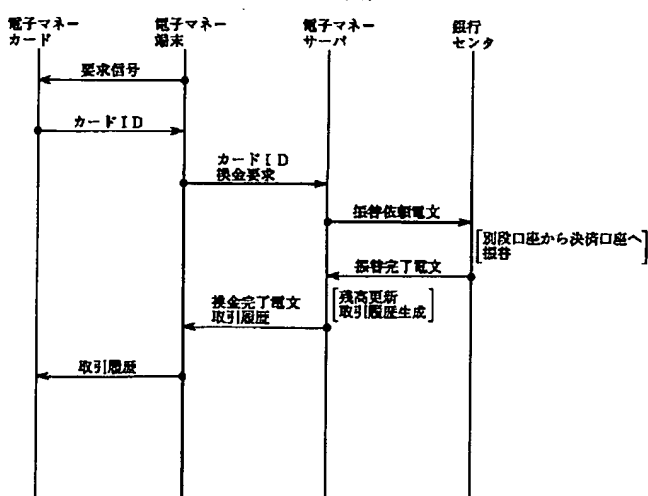 電子マネー
カード
電子マネー
端末
電子マネー
サーバ
銀行
センタ
要求信号
カードID
カードID
換金要求
振替依頼電文
別段口座から決済口座へ
振替
振替完了電文
換金完了電文
取引履歴
残高更新
取引履歴生成
取引履歴